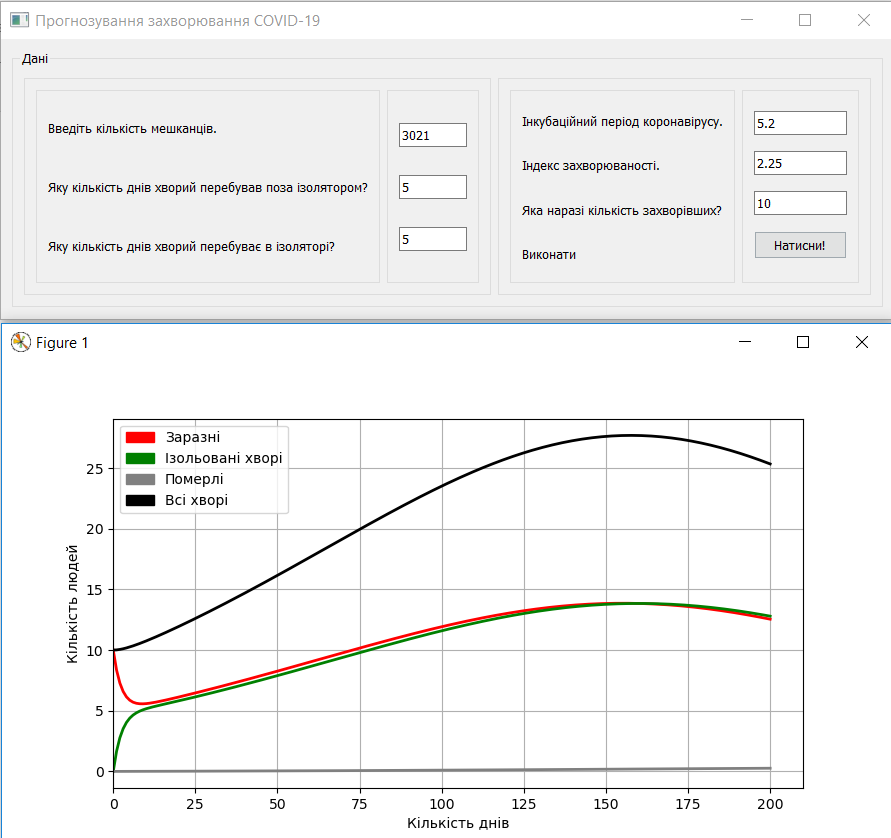 Прогнозування захворювання COVID-19
Дані
Введіть кількість мешканців.
3021
Яку кількість днів хворий перебував поза ізолятором?
5
Яку кількість днів хворий перебуває в ізоляторі?
5
Інкубаційний період коронавірусу.
5.2
Індекс захворюваності.
2.25
Яка наразі кількість захворівших?
10
Виконати
Натисни!
Figure 1
Заразні
Ізольовані хворі
Померлі
Всі хворі
Кількість людей
25
20
15
10
5
0
0 25 50 75 100 125 150 175 200
Кількість днів